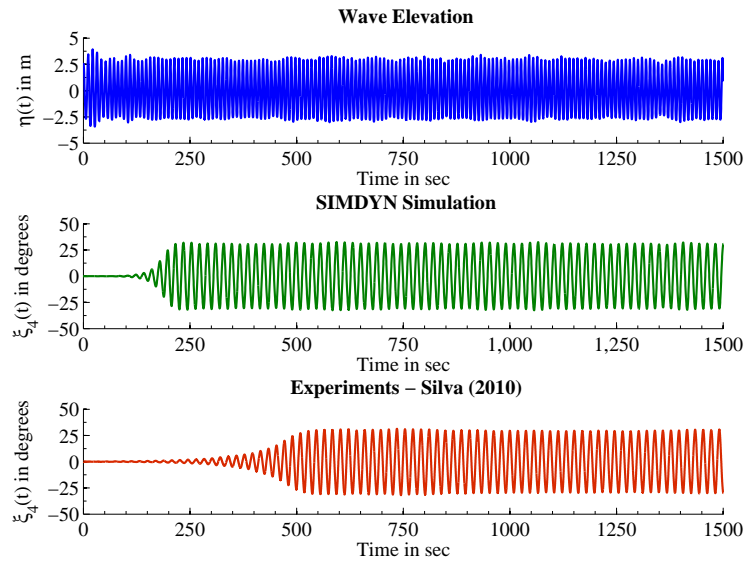 Wave Elevation
η(t) in m
5
2.5
0
−2.5
−5
0 250 500 750 1000 1250 1500
Time in sec
SIMDYN Simulation
ξ4(t) in degrees
50
25
0
−25
−50
0 250 500 750 1,000 1,250 1500
Time in sec
Experiments − Silva (2010)
ξ4(t) in degrees
50
25
0
−25
−50
0 250 500 750 1000 1250 1500
Time in sec